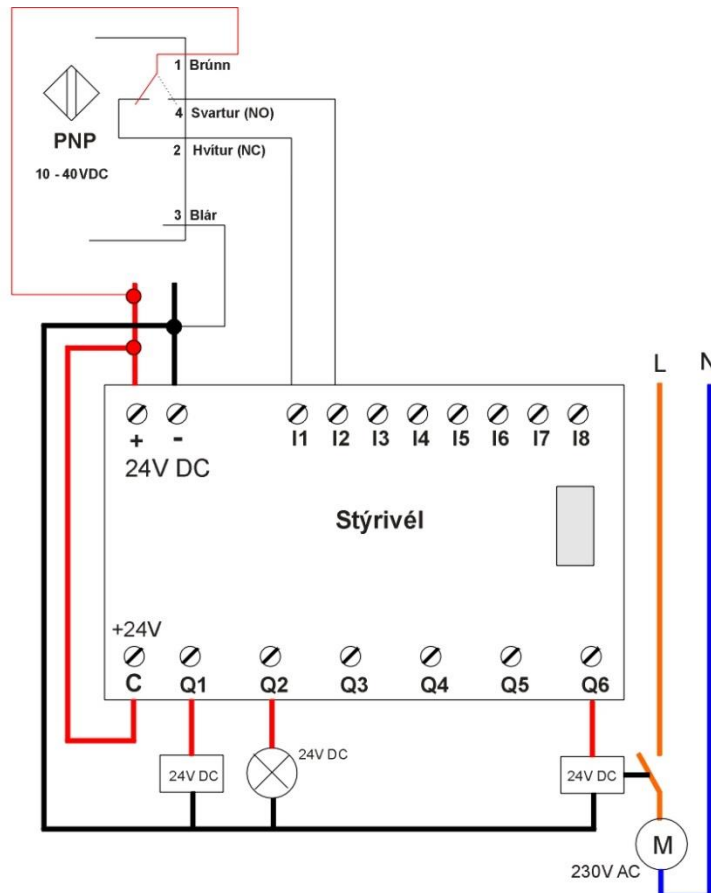 1 Brúnn
4 Svartur (NO)
PNP
2 Hvítur (NC)
10 - 40VDC
3 Blár
L N
+ - I1 I2 I3 I4 I5 I6 I7 I8
24V DC
Stýrivél
+24V
C Q1 Q2 Q3 Q4 Q5 Q6
24V DC
24V DC
24V DC
M
230V AC